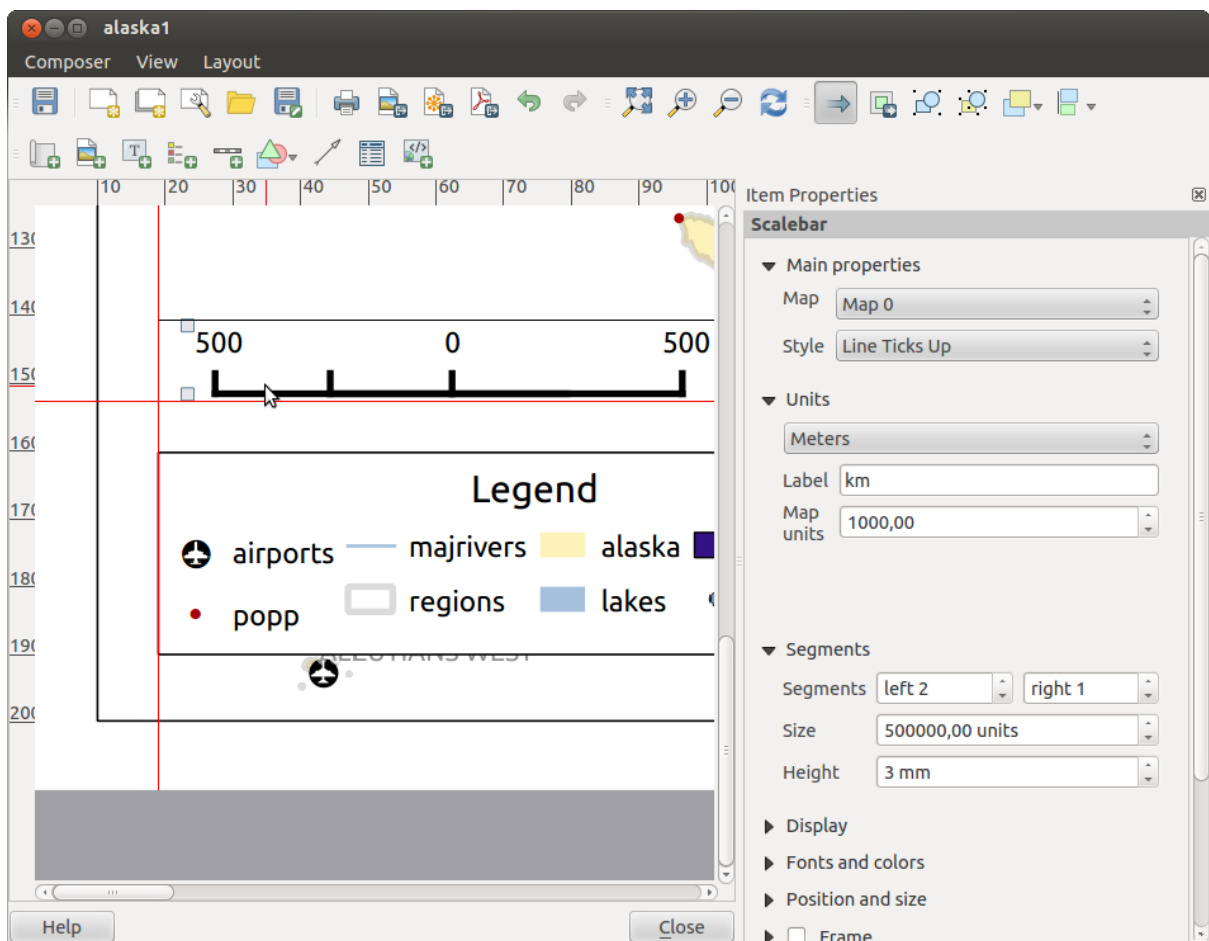 alaska1
Composer View Layout
10 20 30 40 50 60 70 80 90 100
Item Properties
Scalebar
Main properties
Map Map 0
Style Line Ticks Up
Units
Meters
Label km
Map units 1000,00
Segments
Segments left 2 right 1
Size 500000,00 units
Height 3 mm
Display
Fonts and colors
Position and size
Frame
130
140
150
160
170
180
190
200
500 0 500
Legend
airports majrivers alaska
popp regions lakes
ALEUTIANS WEST
Help Close